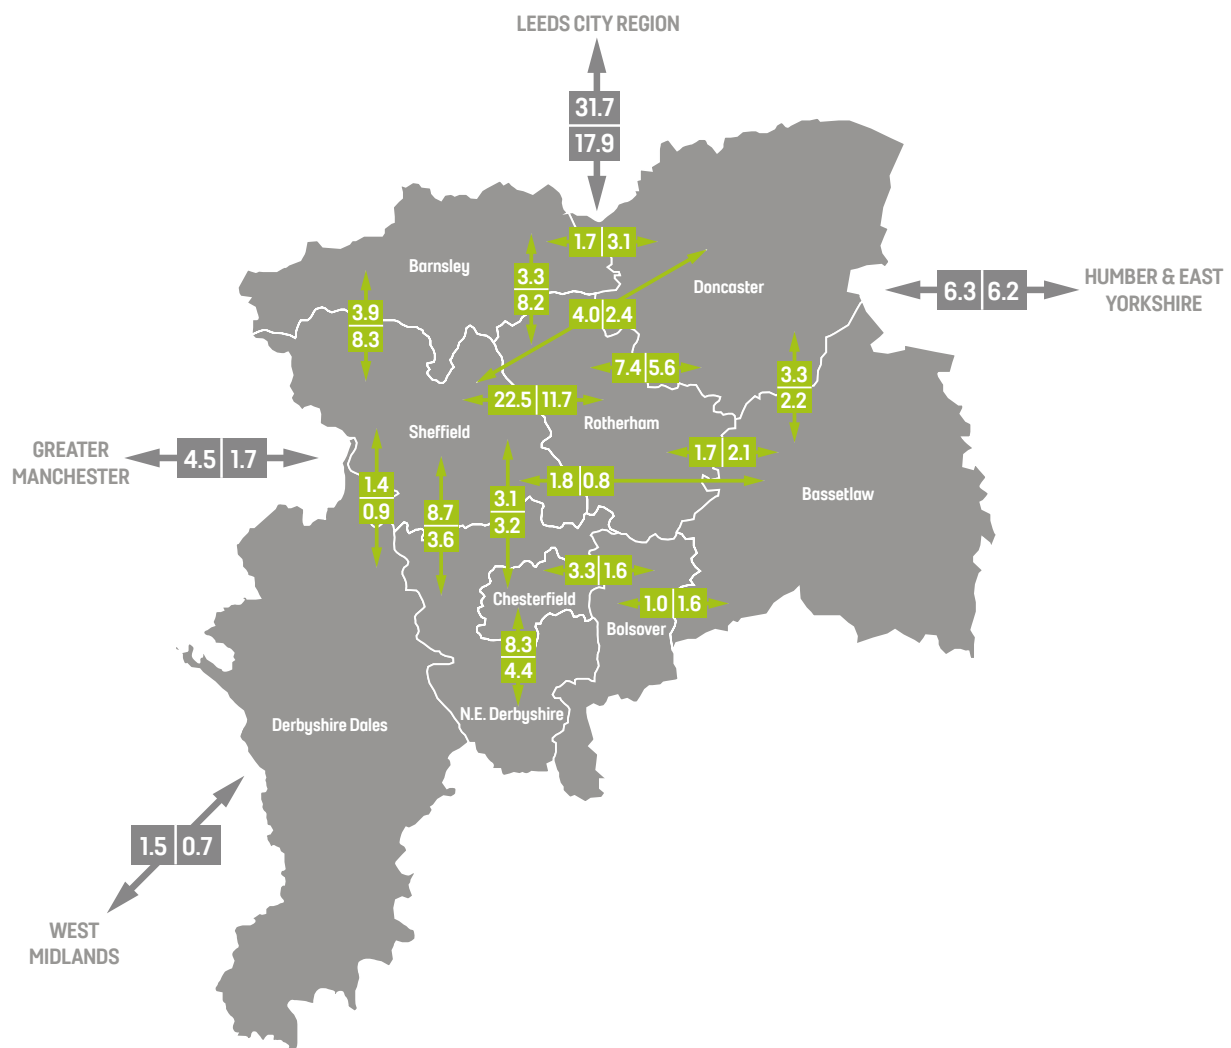 LEEDS CITY REGION
31.7
17.9
1.7 3.1
Barnsley
3.3
8.2
Doncaster
6.3 6.2
HUMBER & EAST
YORKSHIRE
3.9
8.3
4.0 2.4
7.4 5.6
3.3
2.2
22.5 11.7
Sheffield
Rotherham
GREATER
MANCHESTER
4.5 1.7
1.7 2.1
1.4
0.9
1.8 0.8
Bassetlaw
8.7
3.6
3.1
3.2
3.3 1.6
Chesterfield
1.0 1.6
Bolsover
8.3
4.4
N.E. Derbyshire
Derbyshire Dales
1.5 0.7
WEST
MIDLANDS